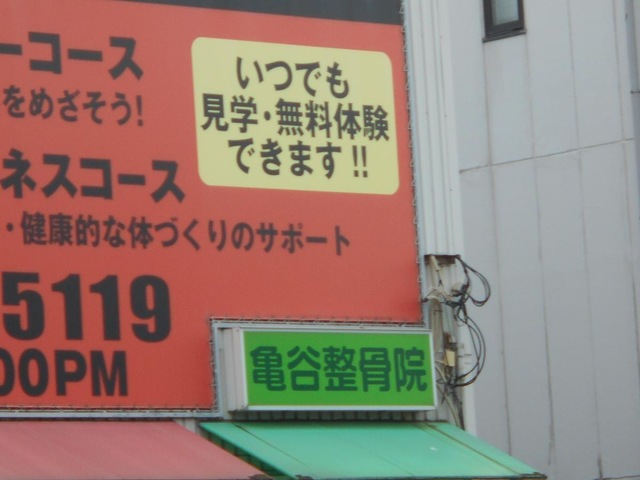 ーコース
をめざそう!
いつでも
見学・無料体験
できます!!
ネスコース
・健康的な体づくりのサポート
5119
00PM
亀谷整骨院